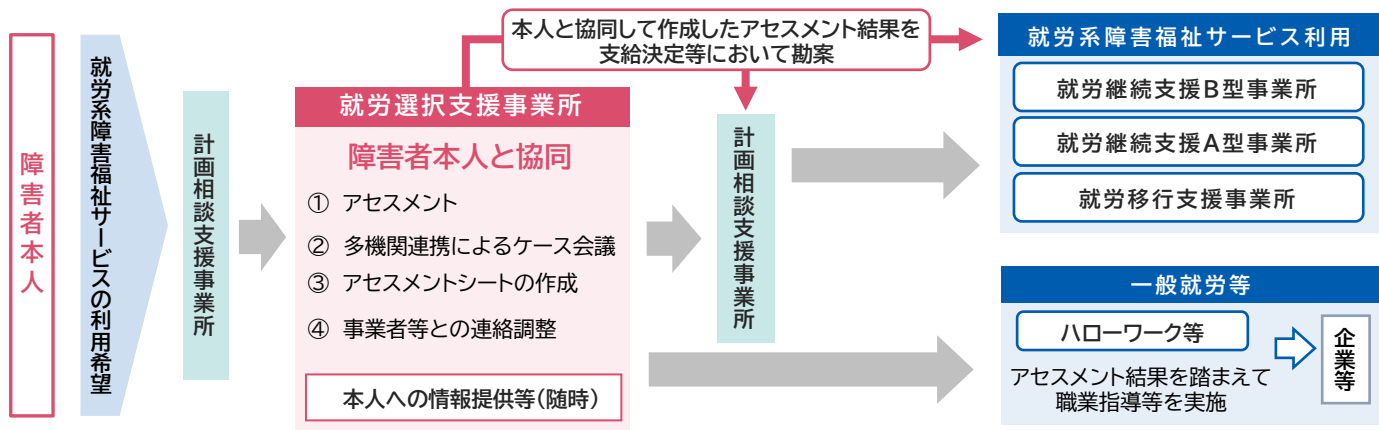 障害者本人
就労系障害福祉サービスの利用希望
計画相談支援事業所
就労選択支援事業所
障害者本人と協同
① アセスメント
② 多機関連携によるケース会議
③ アセスメントシートの作成
④ 事業者等との連絡調整
本人への情報提供等(随時)
本人と協同して作成したアセスメント結果を
支給決定等において勘案
計画相談支援事業所
就労系障害福祉サービス利用
就労継続支援B型事業所
就労継続支援A型事業所
就労移行支援事業所
一般就労等
ハローワーク等
アセスメント結果を踏まえて
職業指導等を実施
企業等